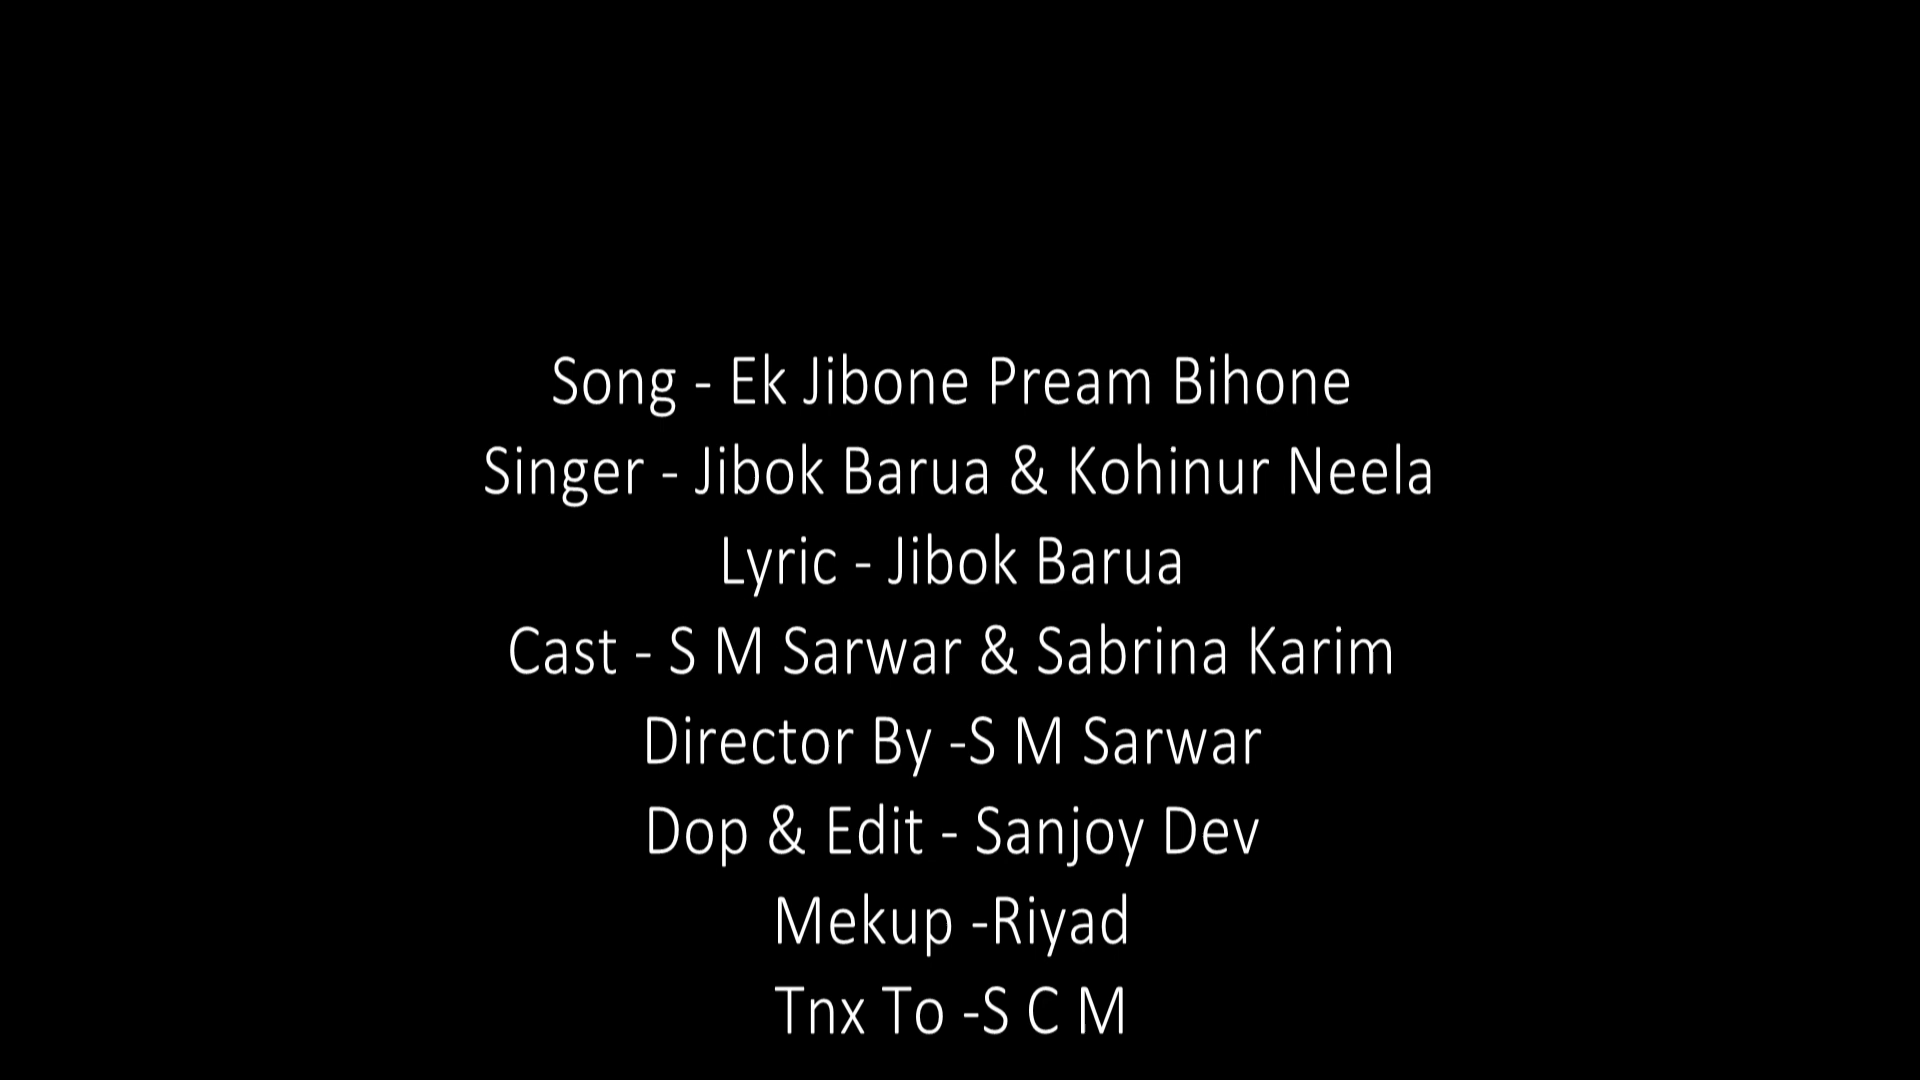 Song - Ek Jibone Pream Bihone
Singer - Jibok Barua & Kohinur Neela
Lyric - Jibok Barua
Cast - S M Sarwar & Sabrina Karim
Director By -S M Sarwar
Dop & Edit - Sanjoy Dev
Mekup -Riyad
Tnx To -S C M